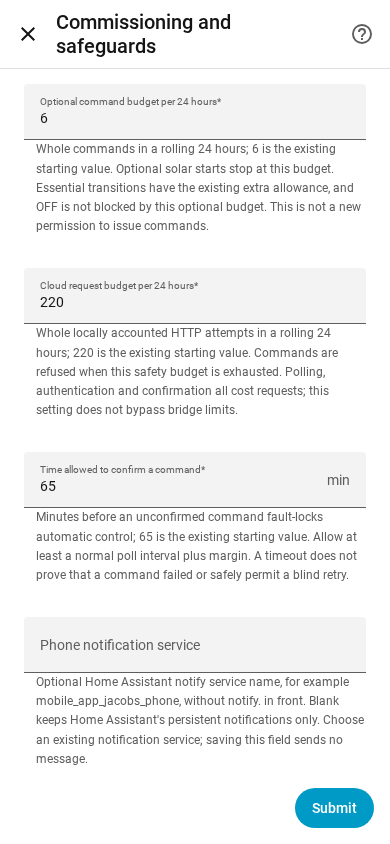 Commissioning and
safeguards
Optional command budget per 24 hours*
6
Whole commands in a rolling 24 hours; 6 is the existing
starting value. Optional solar starts stop at this budget.
Essential transitions have the existing extra allowance, and
OFF is not blocked by this optional budget. This is not a new
permission to issue commands.
Cloud request budget per 24 hours*
220
Whole locally accounted HTTP attempts in a rolling 24
hours; 220 is the existing starting value. Commands are
refused when this safety budget is exhausted. Polling,
authentication and confirmation all cost requests; this
setting does not bypass bridge limits.
Time allowed to confirm a command*
65
min
Minutes before an unconfirmed command fault-locks
automatic control; 65 is the existing starting value. Allow at
least a normal poll interval plus margin. A timeout does not
prove that a command failed or safely permit a blind retry.
Phone notification service
Optional Home Assistant notify service name, for example
mobile_app_jacobs_phone, without notify. in front. Blank
keeps Home Assistant's persistent notifications only. Choose
an existing notification service; saving this field sends no
message.
Submit